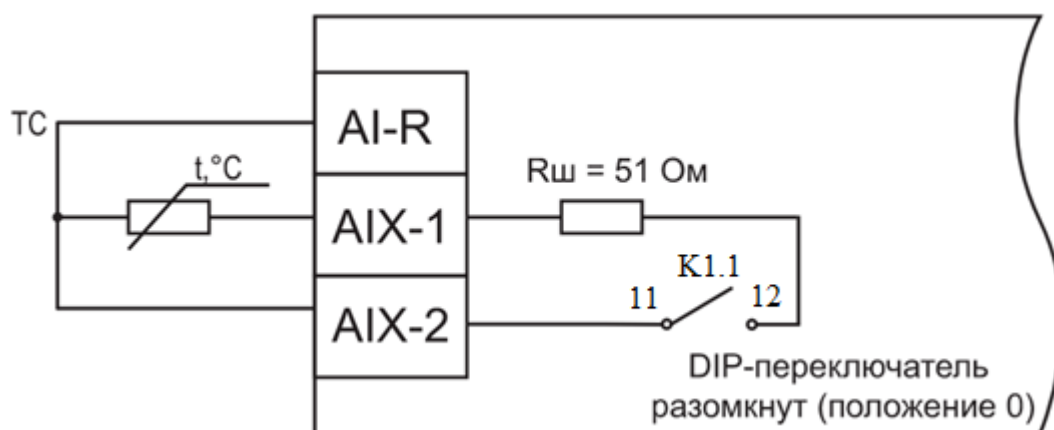 ТС
t,°C
AI-R
AIX-1
AIX-2
Rш = 51 Ом
K1.1
11
12
DIP-переключатель
разомкнут (положение 0)